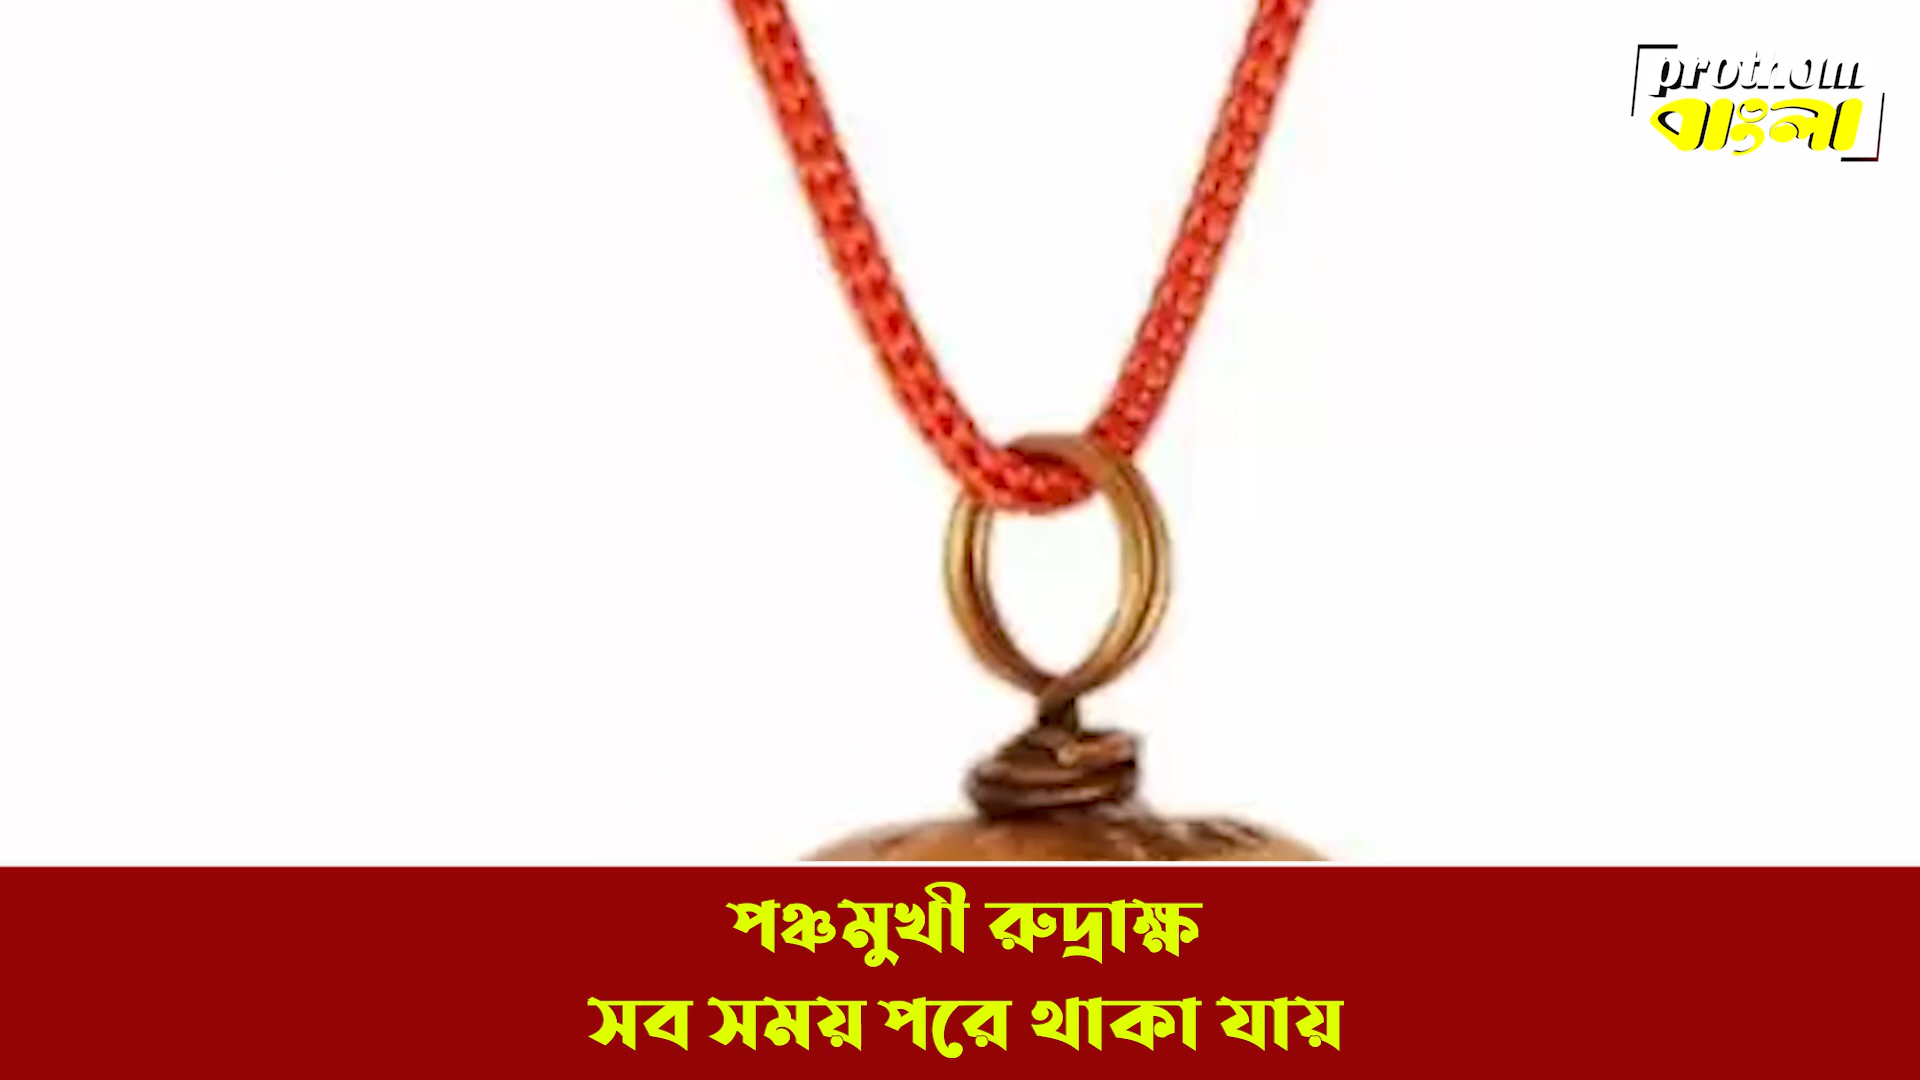 prothom
বাংলা
পঞ্চমুখী রুদ্রাক্ষ
সব সময় পরে থাকা যায়